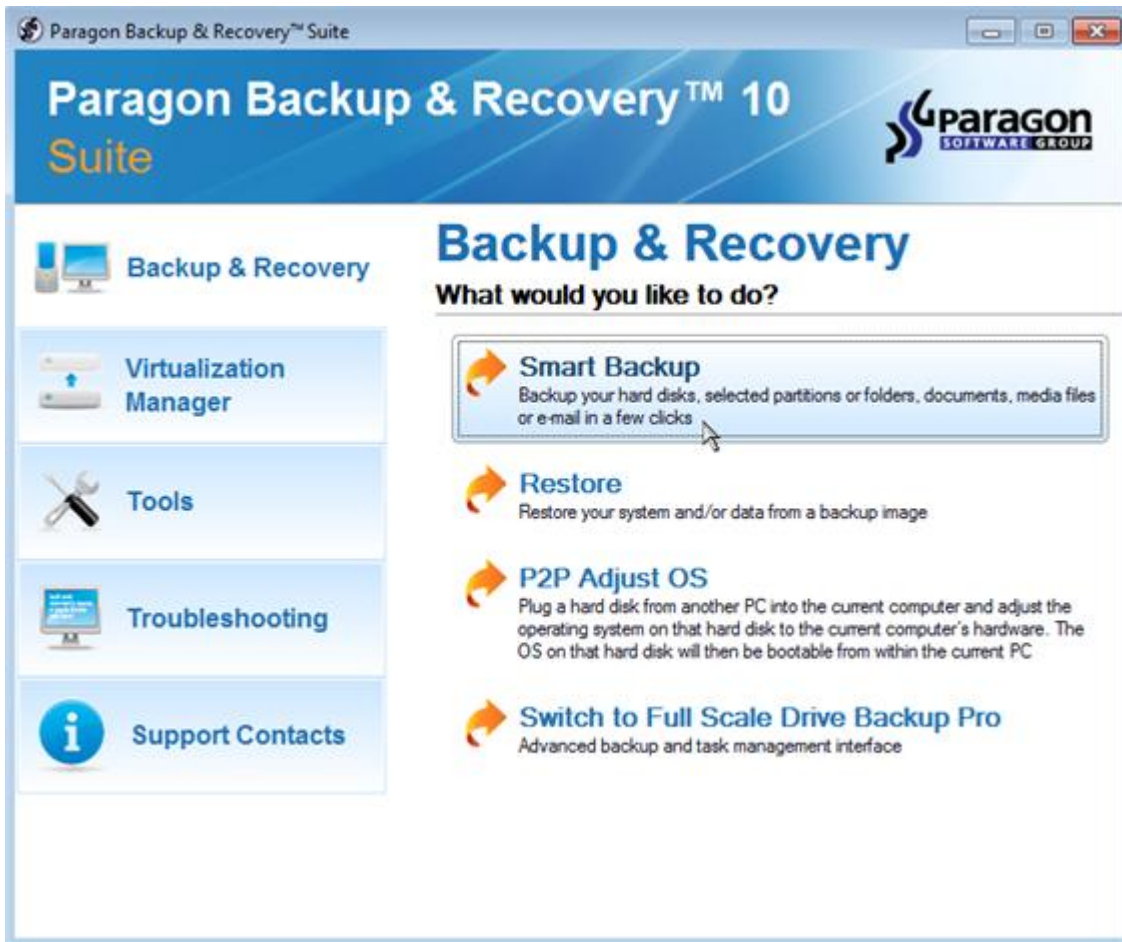 Paragon Backup & Recovery™ Suite
Paragon Backup & Recovery™ 10
Suite
Paragon
SOFTWARE GROUP
Backup & Recovery
Virtualization
Manager
Tools
Troubleshooting
Support Contacts
Backup & Recovery
What would you like to do?
Smart Backup
Backup your hard disks, selected partitions or folders, documents, media files
or e-mail in a few clicks
Restore
Restore your system and/or data from a backup image
P2P Adjust OS
Plug a hard disk from another PC into the current computer and adjust the
operating system on that hard disk to the current computer's hardware. The
OS on that hard disk will then be bootable from within the current PC
Switch to Full Scale Drive Backup Pro
Advanced backup and task management interface